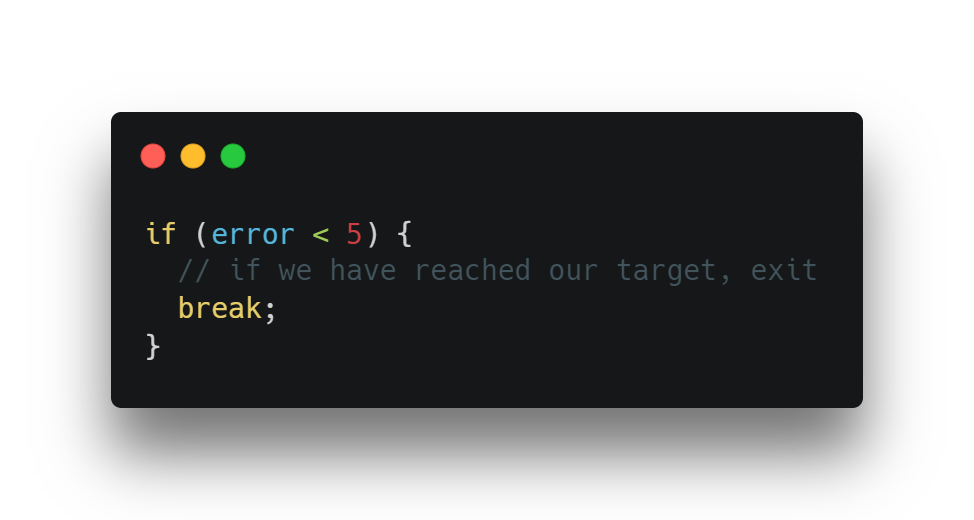 if (error < 5) {
  // if we have reached our target, exit
  break;
}